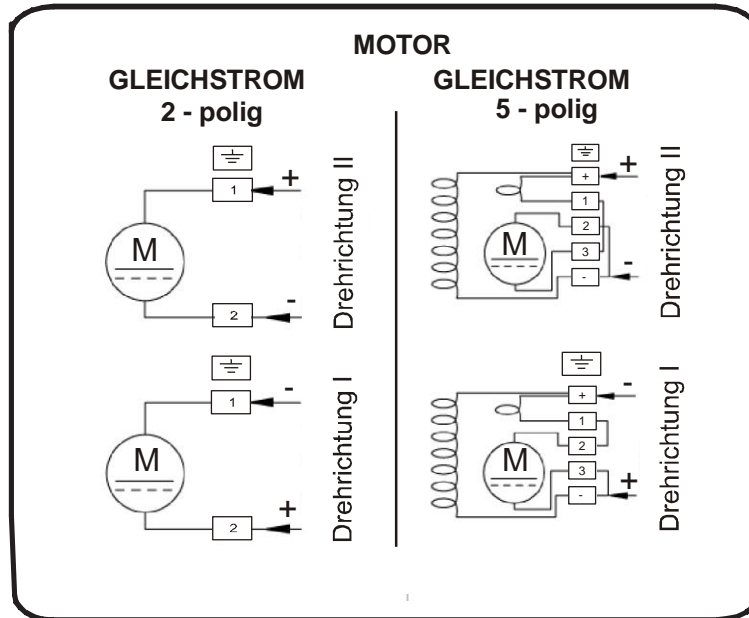 MOTOR
GLEICHSTROM
2 - polig
1
+
M
2
-
Drehrichtung II
1
-
M
2
+
Drehrichtung I
GLEICHSTROM
5 - polig
+
+
1
2
M
3
-
-
Drehrichtung II
+
-
1
2
M
3
-
+
Drehrichtung I